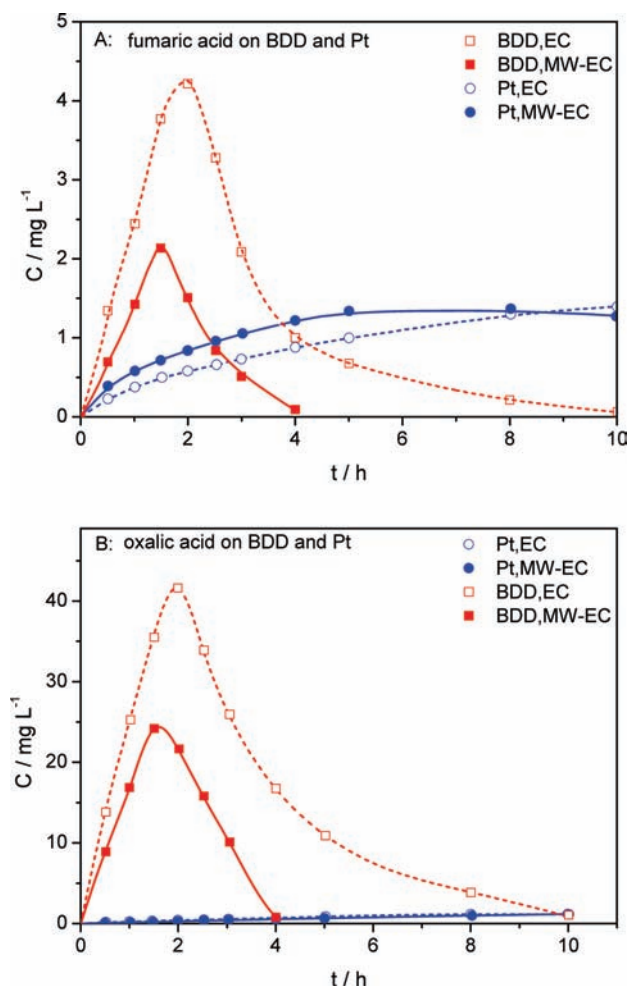 A: fumaric acid on BDD and Pt
BDD,EC
BDD,MW-EC
Pt,EC
Pt,MW-EC
C / mg L⁻¹
5
4
3
2
1
0
0 2 4 6 8 10
t / h
B: oxalic acid on BDD and Pt
Pt,EC
Pt,MW-EC
BDD,EC
BDD,MW-EC
C / mg L⁻¹
40
30
20
10
0
0 2 4 6 8 10
t / h